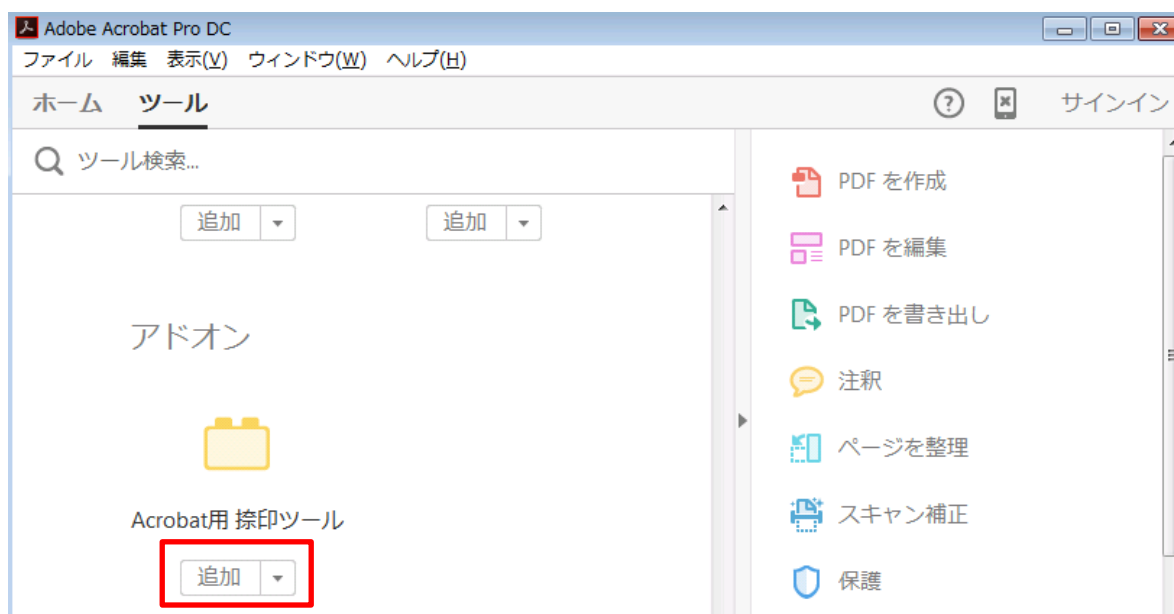 Adobe Acrobat Pro DC
ファイル 編集 表示(V) ウィンドウ(W) ヘルプ(H)
ホーム ツール サインイン
ツール検索...
追加 追加
アドオン
Acrobat用 捺印ツール
追加
PDF を作成
PDF を編集
PDF を書き出し
注釈
ページを整理
スキャン補正
保護